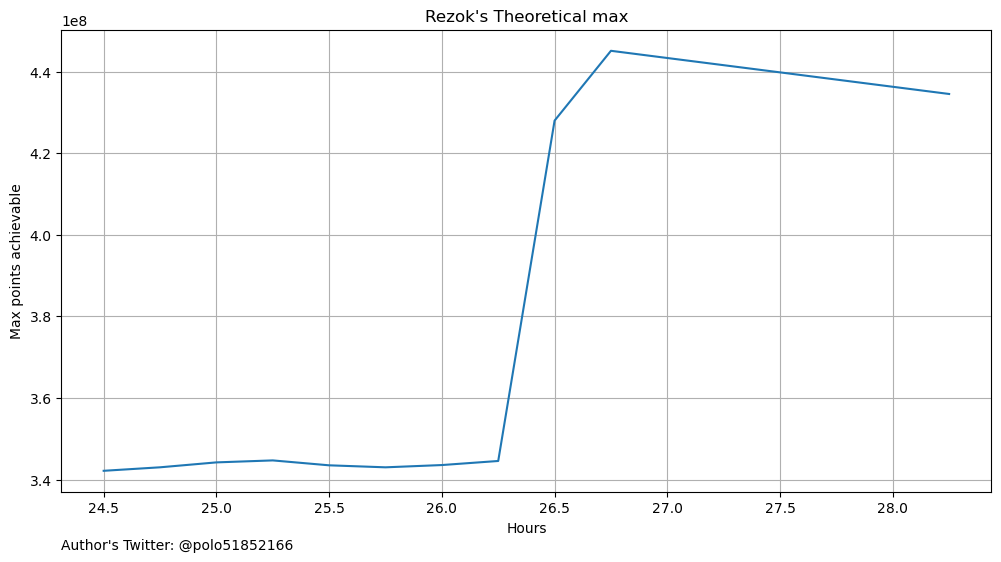 Rezok's Theoretical max
1e8
4.4
4.2
4.0
3.8
3.6
3.4
Max points achievable
24.5 25.0 25.5 26.0 26.5 27.0 27.5 28.0
Hours
Author's Twitter: @polo51852166